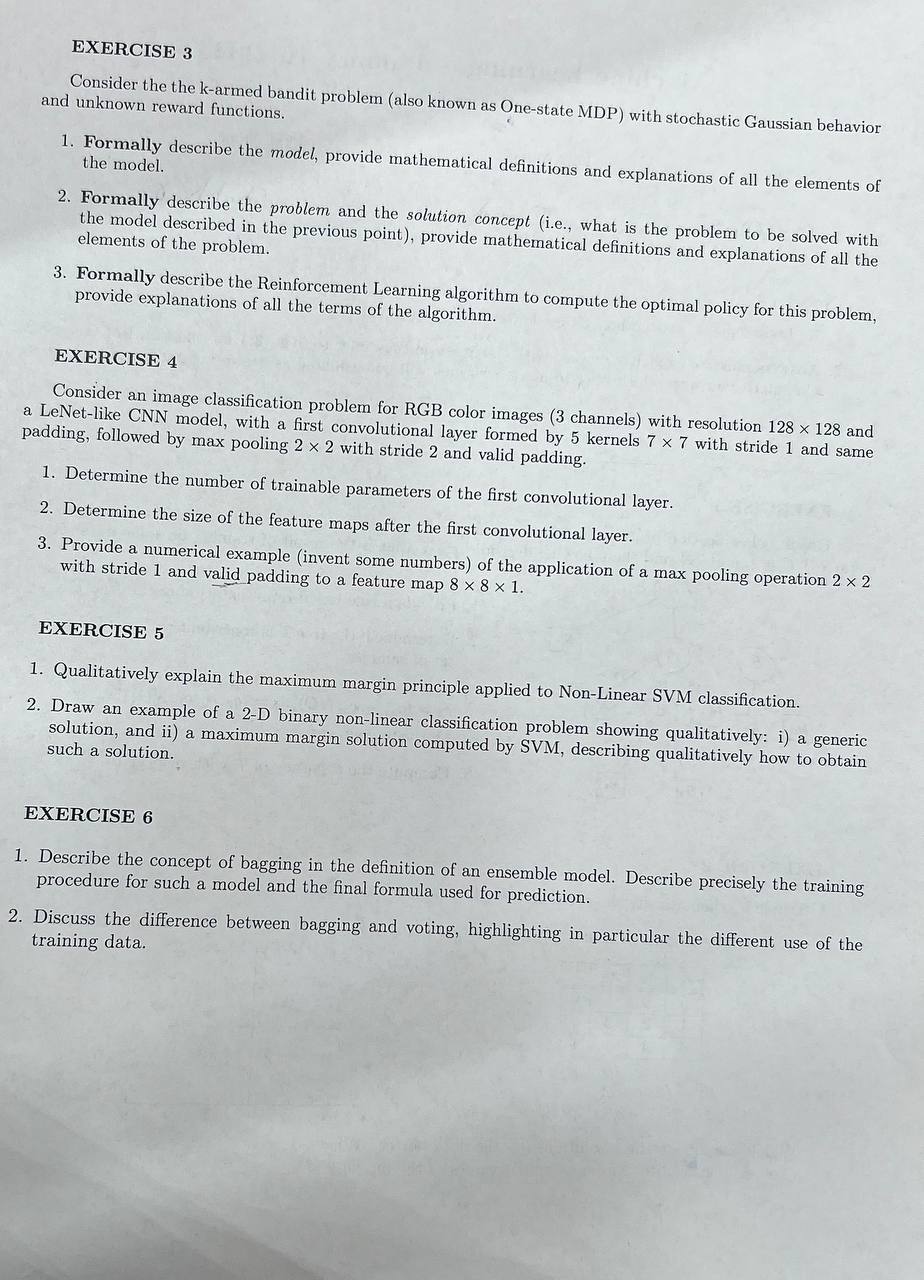 EXERCISE 3
Consider the the k-armed bandit problem (also known as One-state MDP) with stochastic Gaussian behavior
and unknown reward functions.
1. Formally describe the model, provide mathematical definitions and explanations of all the elements of
the model.
2. Formally describe the problem and the solution concept (i.e., what is the problem to be solved with
the model described in the previous point), provide mathematical definitions and explanations of all the
elements of the problem.
3. Formally describe the Reinforcement Learning algorithm to compute the optimal policy for this problem,
provide explanations of all the terms of the algorithm.
EXERCISE 4
Consider an image classification problem for RGB color images (3 channels) with resolution 128 × 128 and
a LeNet-like CNN model, with a first convolutional layer formed by 5 kernels 7 × 7 with stride 1 and same
padding, followed by max pooling 2 × 2 with stride 2 and valid padding.
1. Determine the number of trainable parameters of the first convolutional layer.
2. Determine the size of the feature maps after the first convolutional layer.
3. Provide a numerical example (invent some numbers) of the application of a max pooling operation 2 × 2
with stride 1 and valid padding to a feature map 8 × 8 × 1.
EXERCISE 5
1. Qualitatively explain the maximum margin principle applied to Non-Linear SVM classification.
2. Draw an example of a 2-D binary non-linear classification problem showing qualitatively: i) a generic
solution, and ii) a maximum margin solution computed by SVM, describing qualitatively how to obtain
such a solution.
EXERCISE 6
1. Describe the concept of bagging in the definition of an ensemble model. Describe precisely the training
procedure for such a model and the final formula used for prediction.
2. Discuss the difference between bagging and voting, highlighting in particular the different use of the
training data.